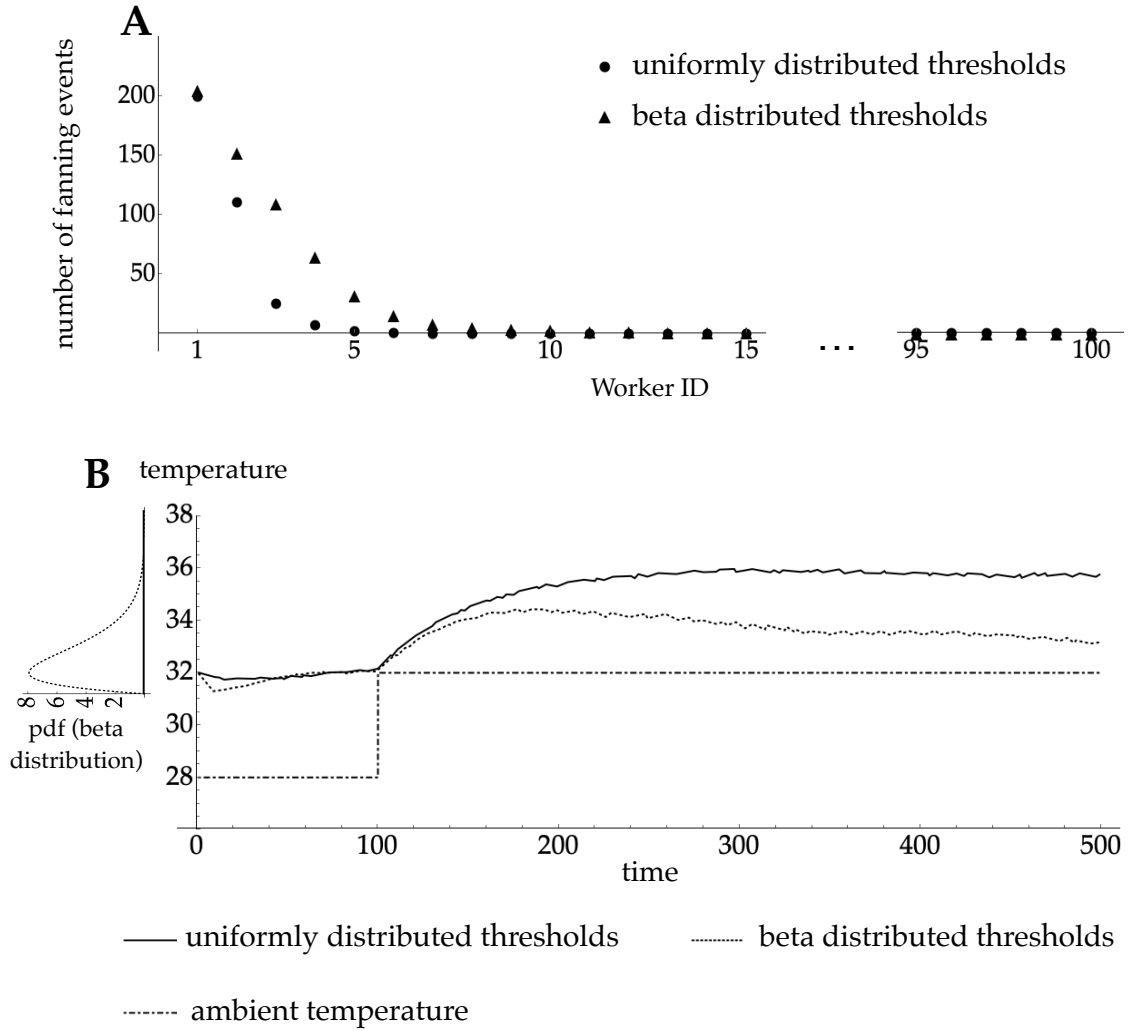 A
number of fanning events
200
150
100
50
uniformly distributed thresholds
beta distributed thresholds
1 5 10 15 ... 95 100
Worker ID
B temperature
38
36
34
32
30
28
8 6 4 2
pdf (beta
distribution)
0 100 200 300 400 500
time
uniformly distributed thresholds beta distributed thresholds
ambient temperature